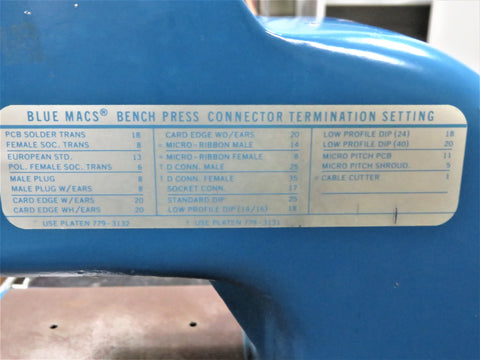 BLUE MACS® BENCH PRESS CONNECTOR TERMINATION SETTING
PCB SOLDER TRANS 18
FEMALE SOC. TRANS 8
EUROPEAN STD. 13
POL. FEMALE SOC. TRANS 6
MALE PLUG 8
MALE PLUG W/EARS 8
CARD EDGE W/EARS 20
CARD EDGE WH/EARS 20
CARD EDGE WO/EARS 20
MICRO-RIBBON MALE 14
MICRO-RIBBON FEMALE 8
† D CONN. MALE 25
† D CONN. FEMALE 35
SOCKET CONN. 17
STANDARD DIP 25
LOW PROFILE DIP (14/16) 18
LOW PROFILE DIP (24) 18
LOW PROFILE DIP (40) 20
MICRO PITCH PCB 11
MICRO PITCH SHROUD. 5
CABLE CUTTER 1
USE PLATEN 779-3132
USE PLATEN 779-3131